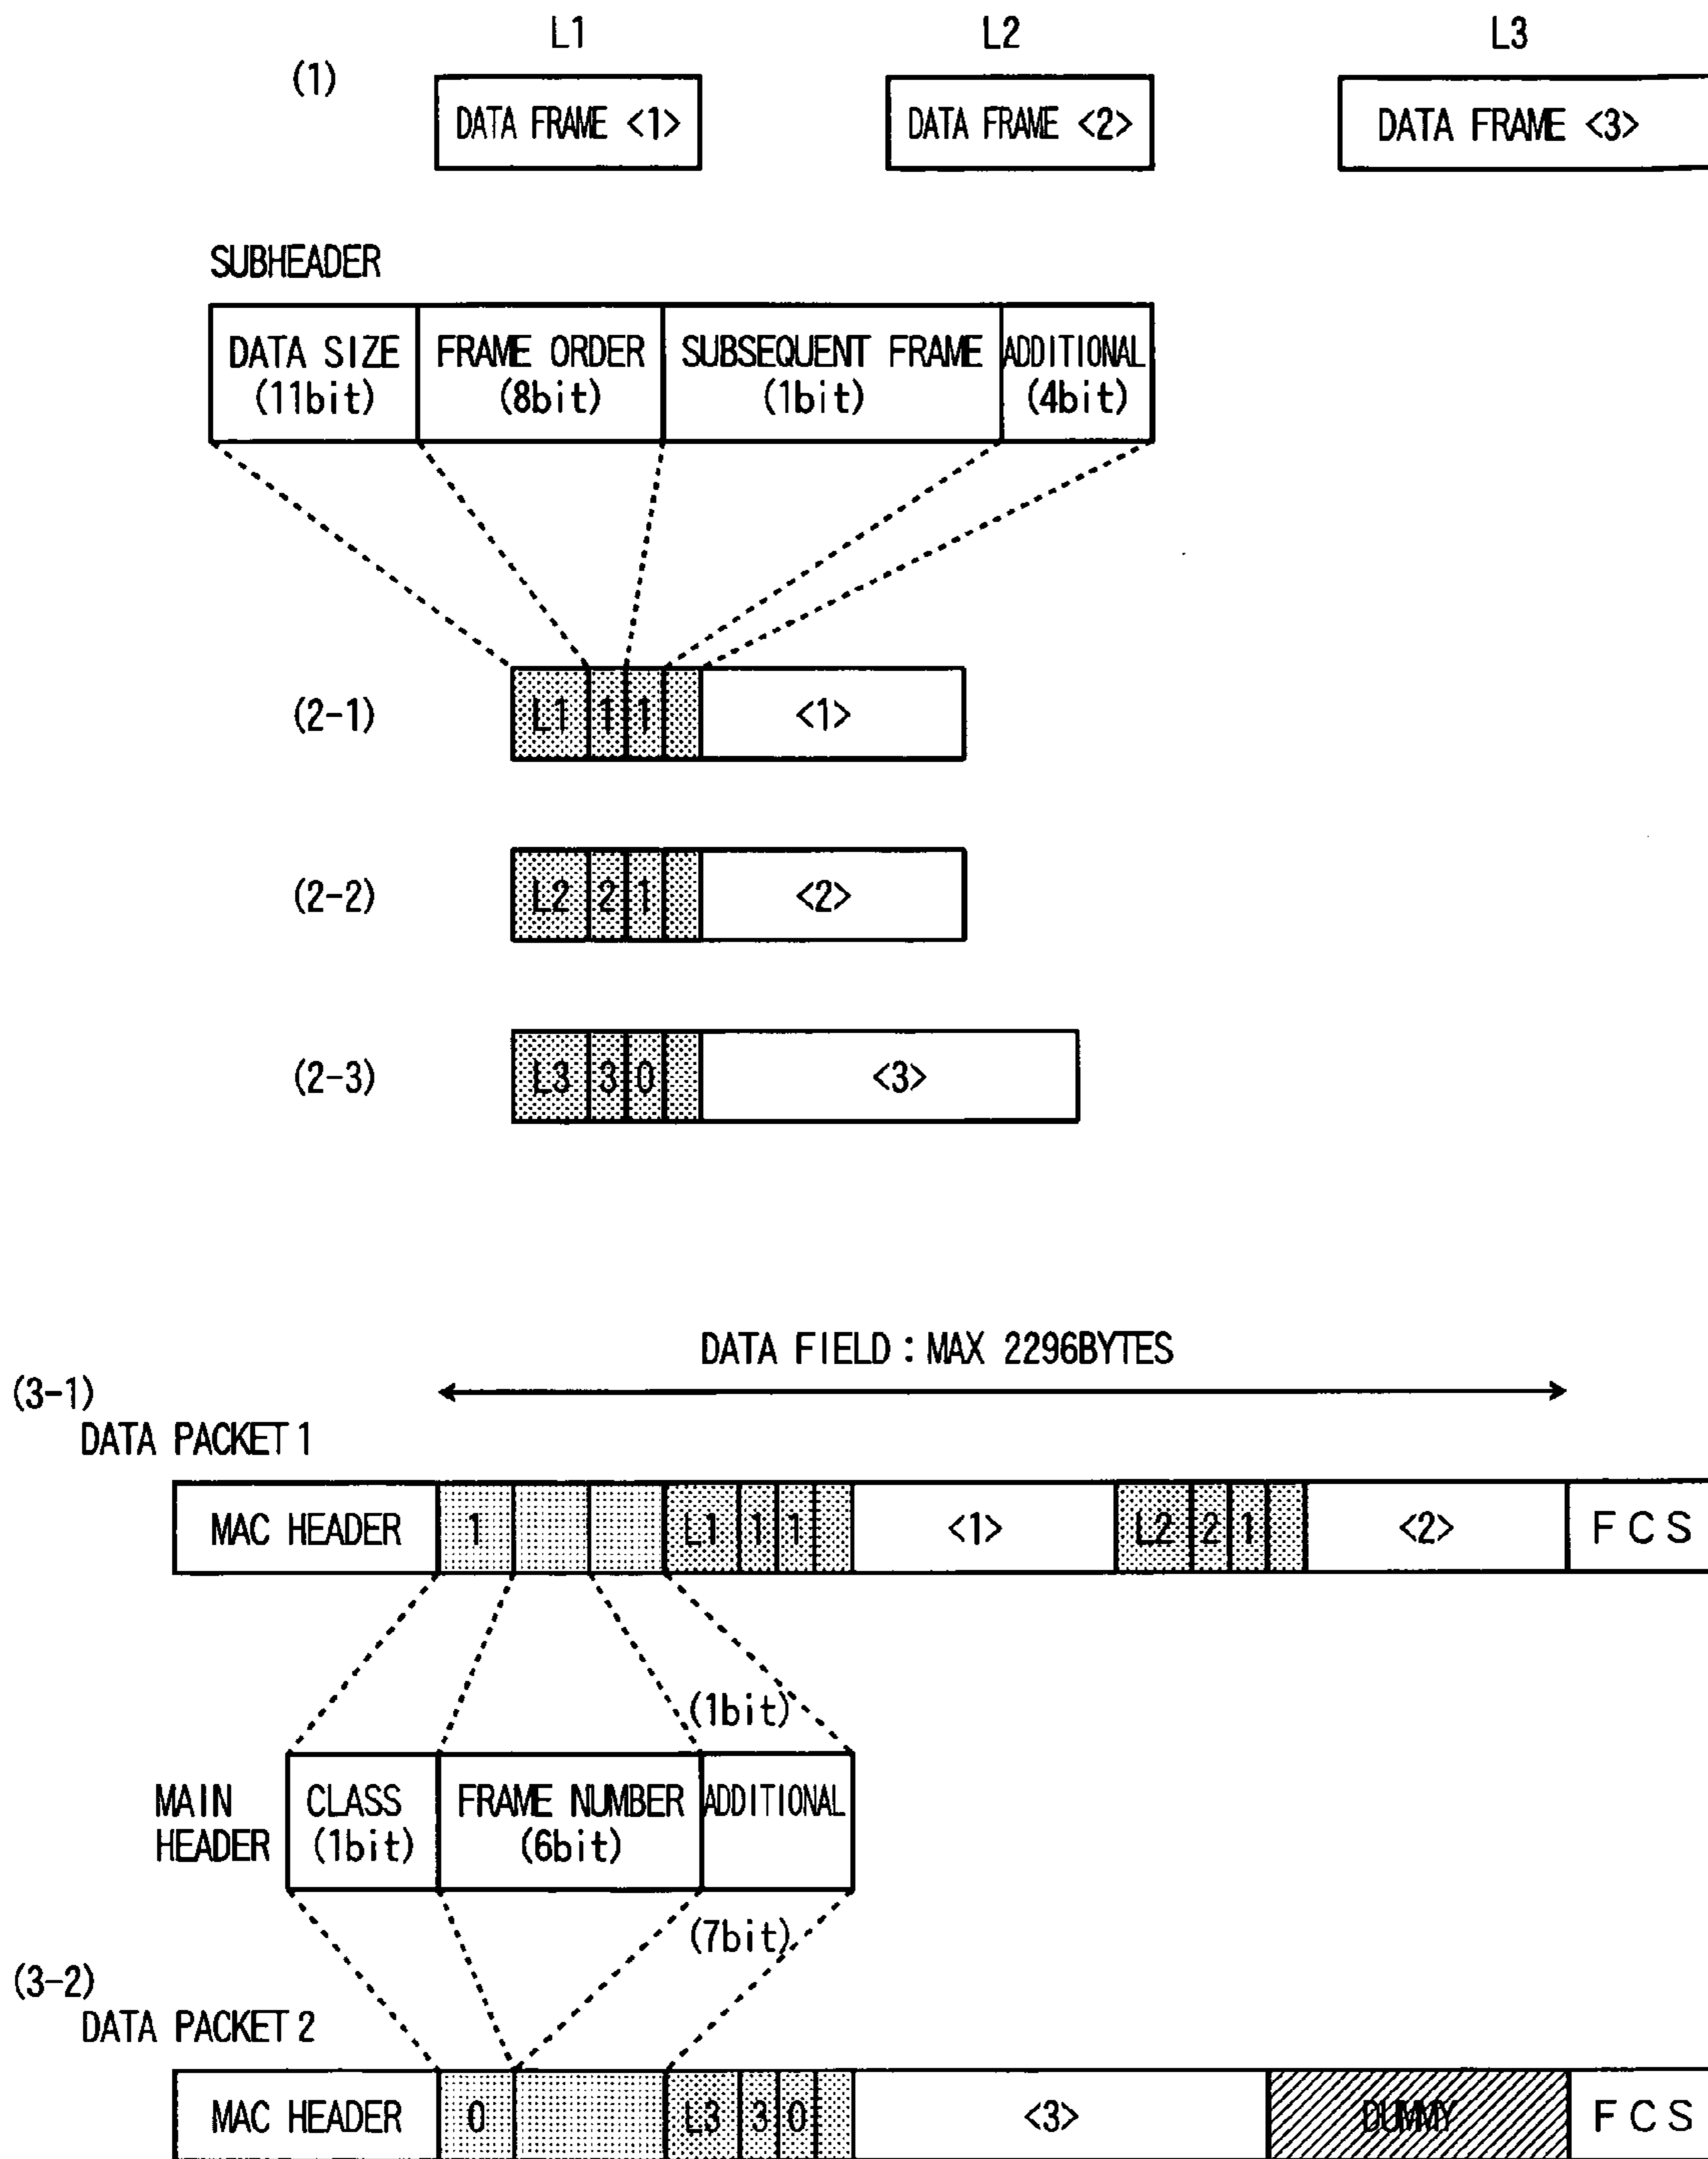 L1 L2 L3
(1)
DATA FRAME <1> DATA FRAME <2> DATA FRAME <3>
SUBHEADER
DATA SIZE FRAME ORDER SUBSEQUENT FRAME ADDITIONAL
(11bit) (8bit) (1bit) (4bit)
(2-1) L1 1 1 <1>
(2-2) L2 2 1 <2>
(2-3) L3 3 0 <3>
DATA FIELD : MAX 2296BYTES
(3-1)
DATA PACKET 1
MAC HEADER 1 L1 1 1 <1> L2 2 1 <2> FCS
(1bit)
MAIN HEADER
CLASS FRAME NUMBER ADDITIONAL
(1bit) (6bit)
(7bit)
(3-2)
DATA PACKET 2
MAC HEADER 0 L3 3 0 <3> DUMMY FCS